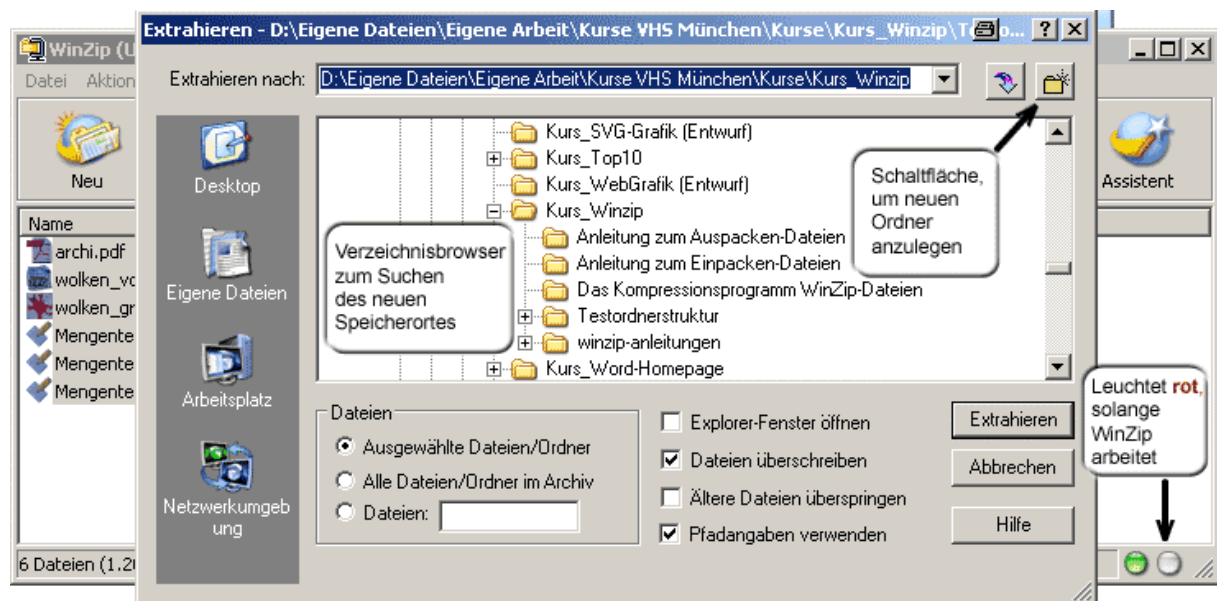 Extrahieren - D:\Eigene Dateien\Eigene Arbeit\Kurse VHS München\Kurse\Kurs_Winzip\
WinZip (U
Datei Aktion
Extrahieren nach: D:\Eigene Dateien\Eigene Arbeit\Kurse VHS München\Kurse\Kurs_Winzip
Neu
Assistent
Name
archi.pdf
wolken_vo
wolken_gr
Mengente
Mengente
Mengente
6 Dateien (1.20
Desktop
Eigene Dateien
Arbeitsplatz
Netzwerkumgeb
ung
Kurs_SVG-Grafik (Entwurf)
Kurs_Top10
Kurs_WebGrafik (Entwurf)
Kurs_Winzip
Anleitung zum Auspacken-Dateien
Anleitung zum Einpacken-Dateien
Das Kompressionsprogramm WinZip-Dateien
Testordnerstruktur
winzip-anleitungen
Kurs_Word-Homepage
Verzeichnisbrowser
zum Suchen
des neuen
Speicherortes
Schaltfläche,
um neuen
Ordner
anzulegen
Leuchtet rot,
solange
WinZip
arbeitet
Dateien
Ausgewählte Dateien/Ordner
Alle Dateien/Ordner im Archiv
Dateien:
Explorer-Fenster öffnen
Dateien überschreiben
Ältere Dateien überspringen
Pfadangaben verwenden
Extrahieren
Abbrechen
Hilfe